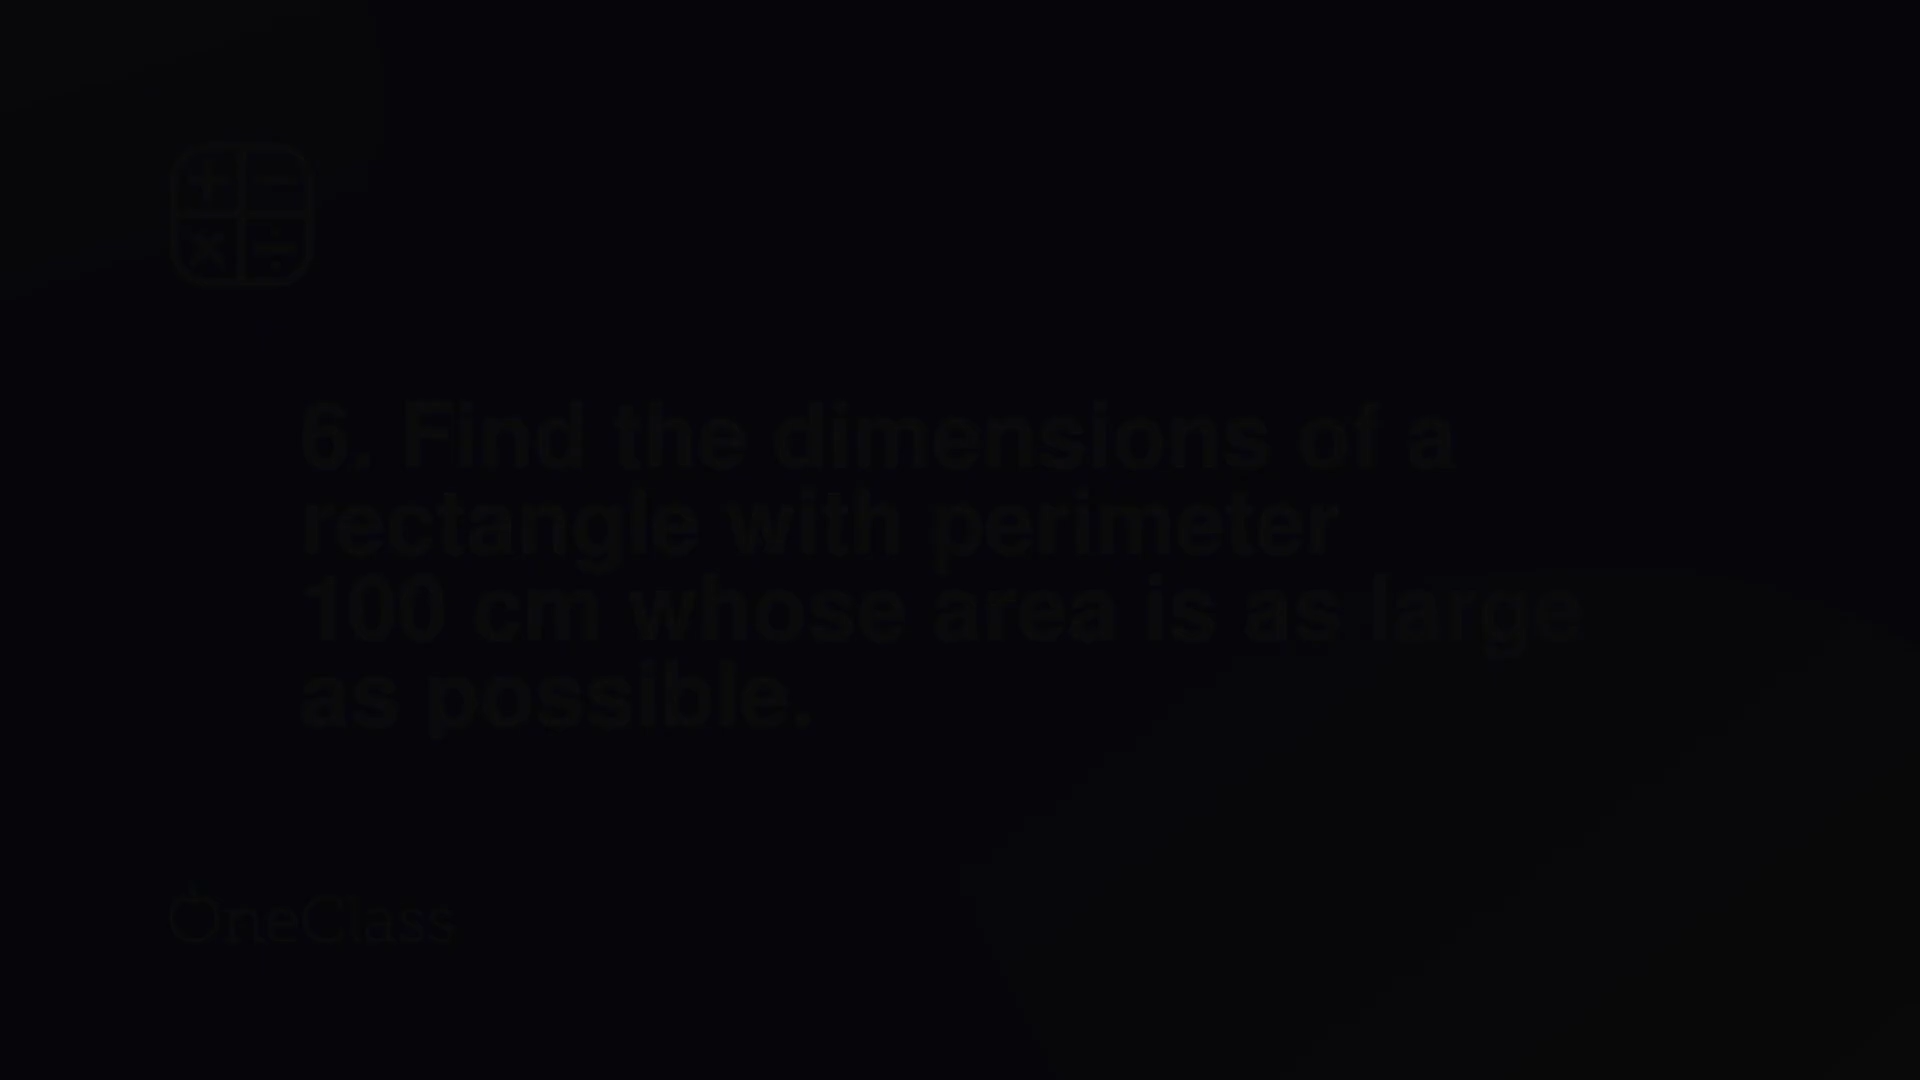 6. Find the dimensions of a
rectangle with perimeter
100 cm whose area is as large
as possible.
OneClass